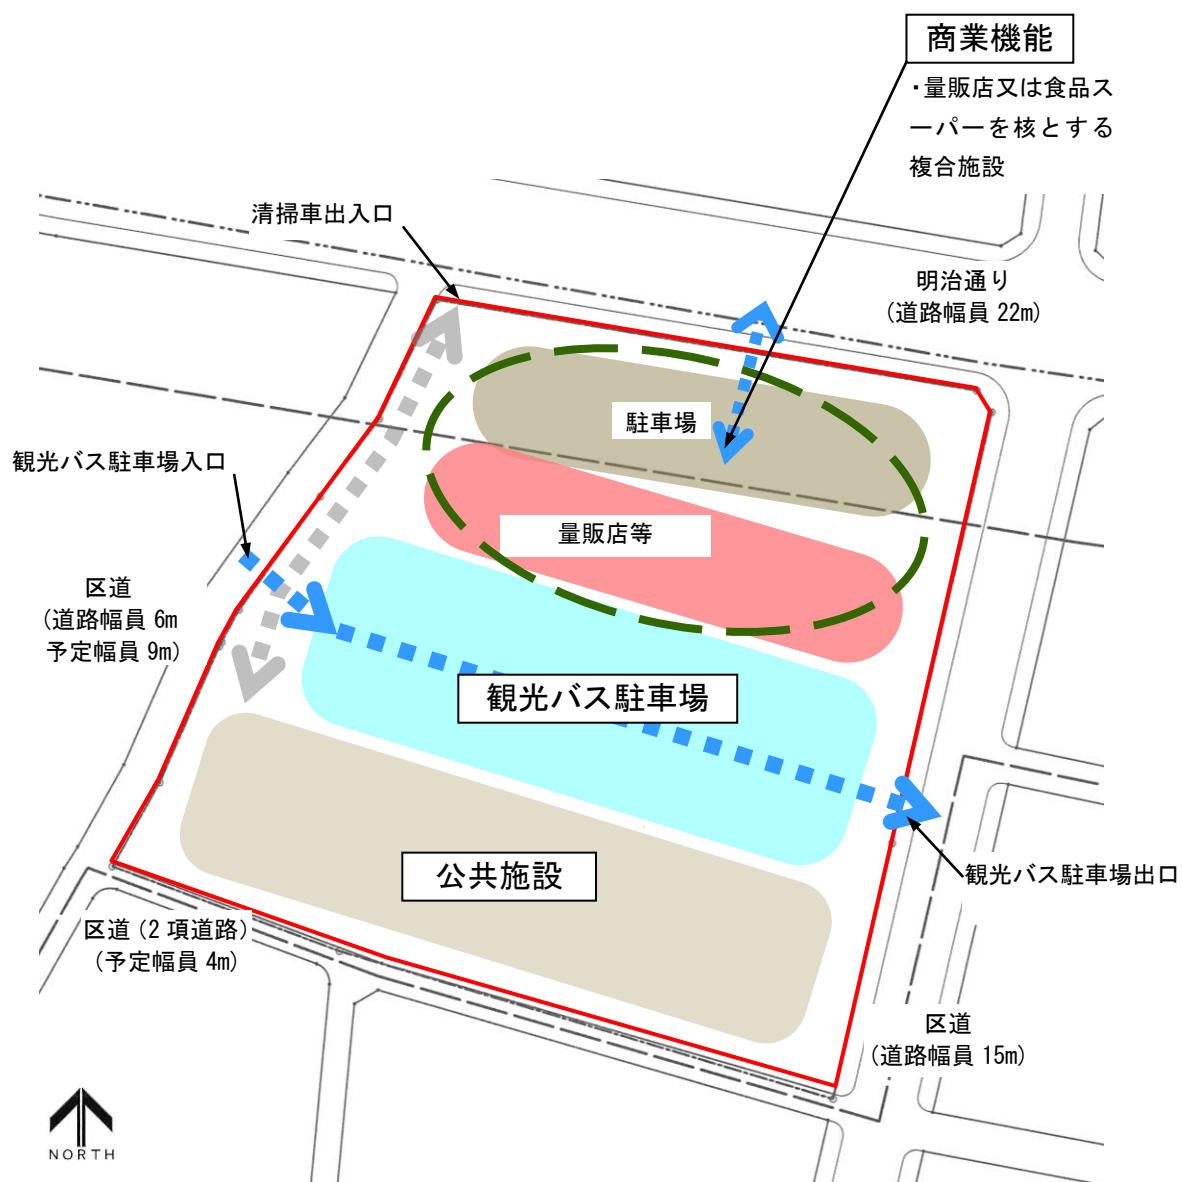 商業機能
・量販店又は食品ス
ーパーを核とする
複合施設
清掃車出入口
明治通り
(道路幅員 22m)
駐車場
観光バス駐車場入口
量販店等
区道
(道路幅員 6m
予定幅員 9m)
観光バス駐車場
公共施設
観光バス駐車場出口
区道(2 項道路)
(予定幅員 4m)
区道
(道路幅員 15m)
NORTH